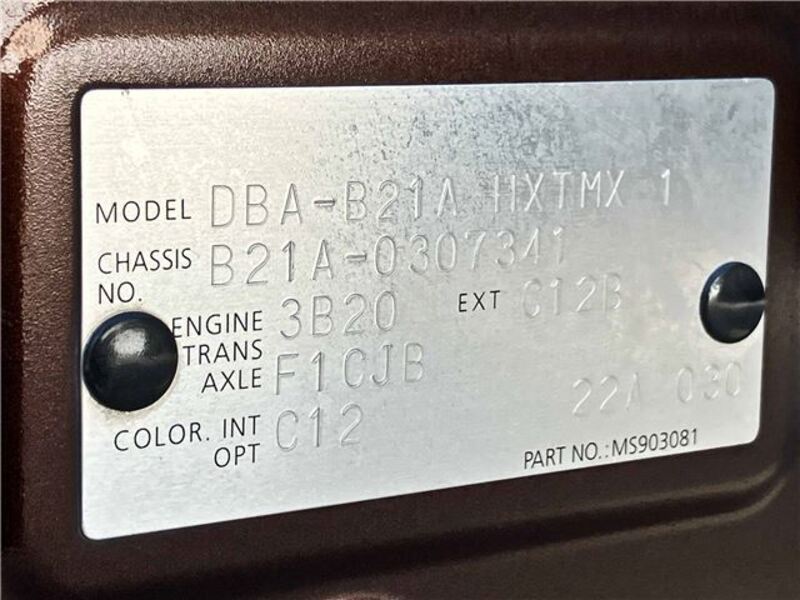 MODEL DBA-B21A HXTMX 1
CHASSIS NO. B21A-0307341
ENGINE 3B20 EXT C12B
TRANS AXLE F1CJB
22A 030
COLOR. INT C12
OPT
PART NO.:MS903081